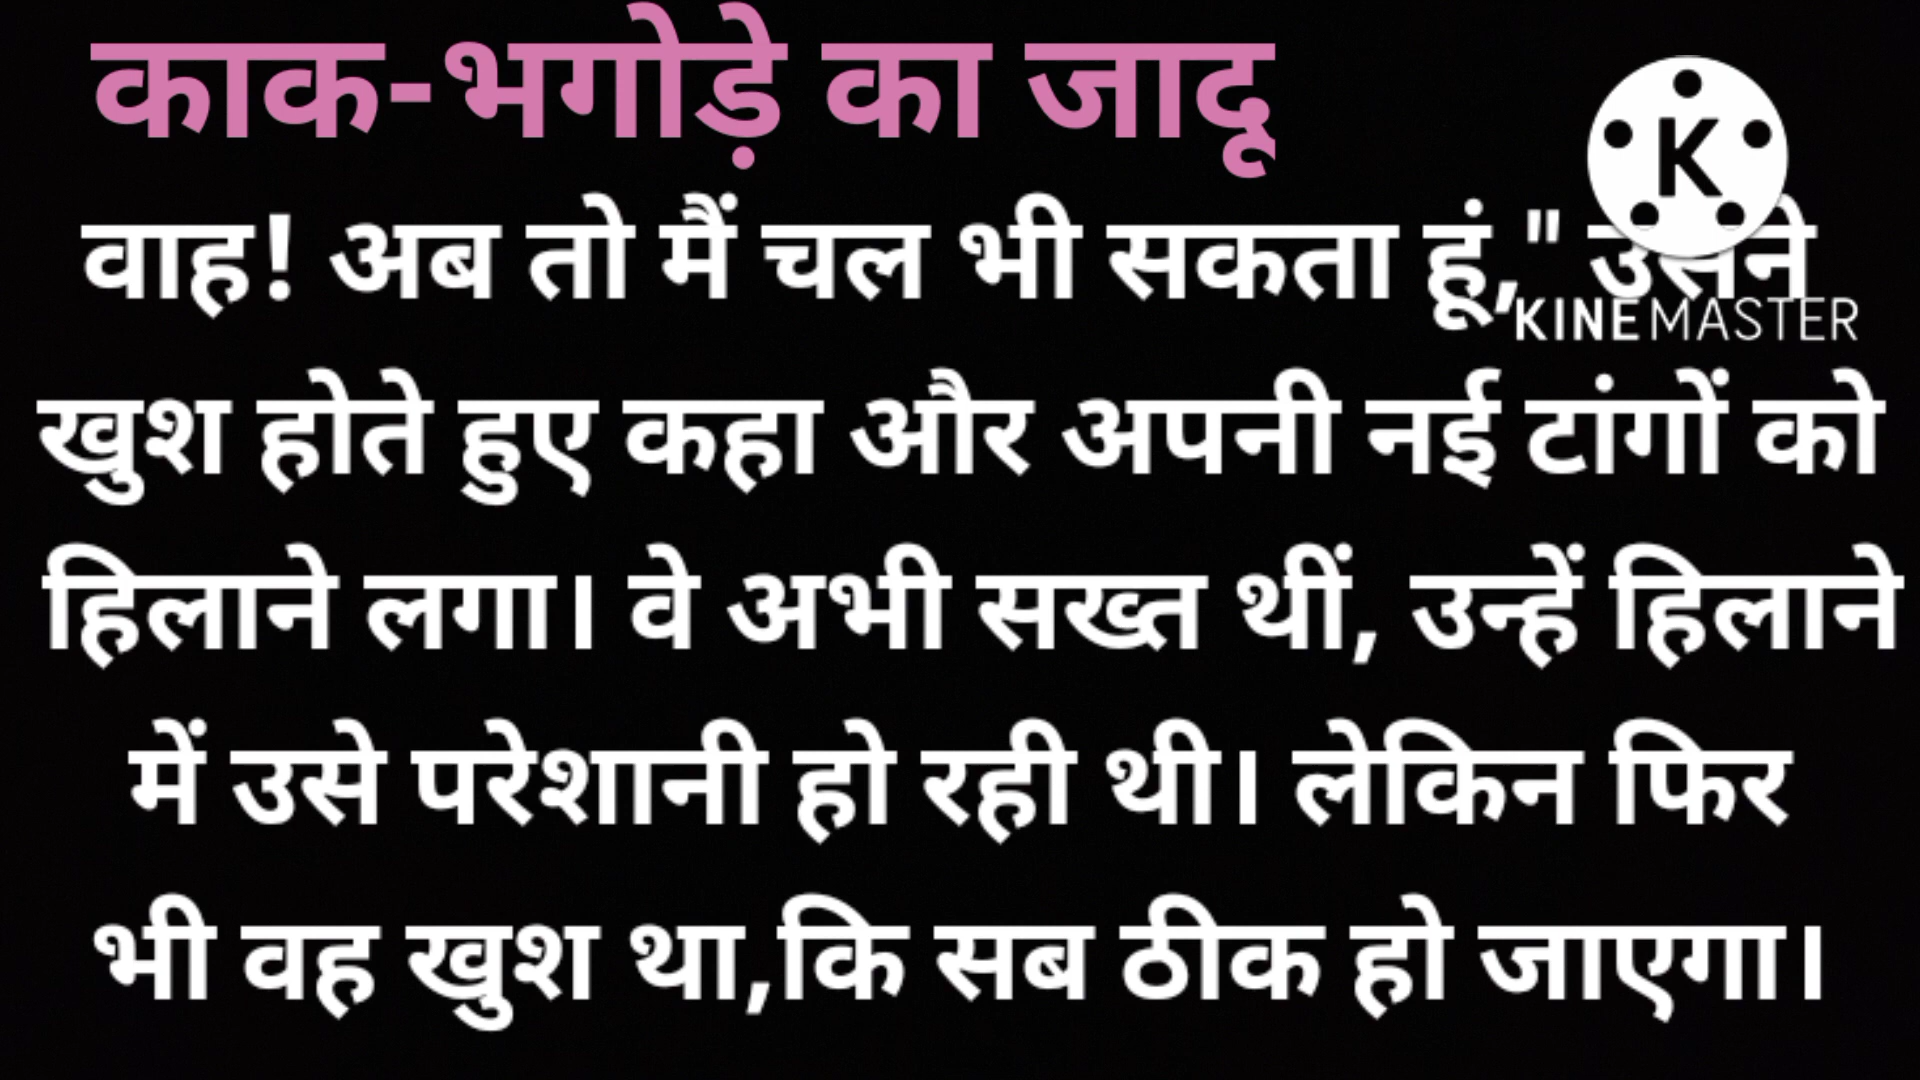 काक-भगोड़े का जादू
वाह! अब तो मैं चल भी सकता हूं," उसने
KINEMASTER
खुश होते हुए कहा और अपनी नई टांगों को
हिलाने लगा। वे अभी सख्त थीं, उन्हें हिलाने
में उसे परेशानी हो रही थी। लेकिन फिर
भी वह खुश था,कि सब ठीक हो जाएगा।